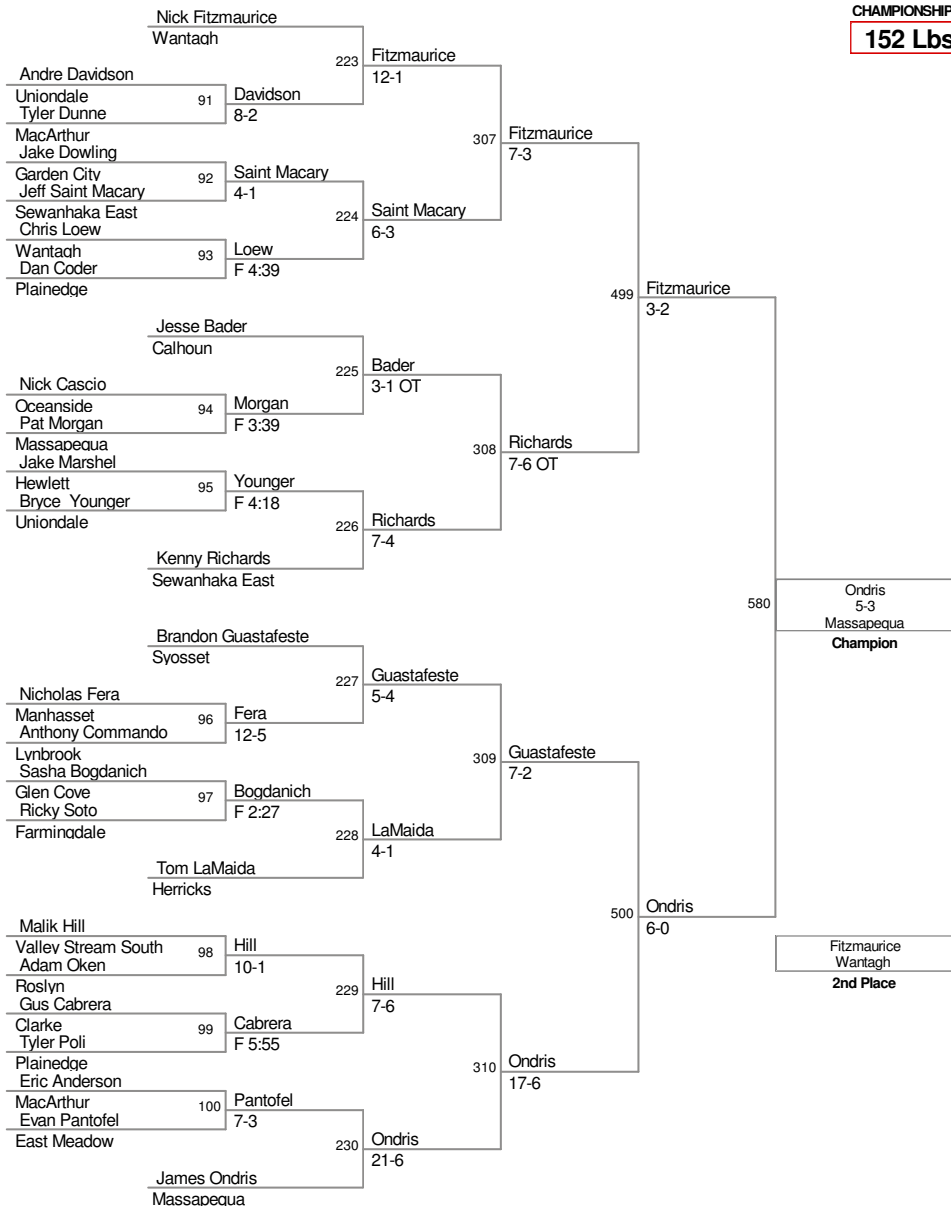 CHAMPIONSHIP
152 Lbs
Nick Fitzmaurice
Wantagh
223
Fitzmaurice
12-1
Andre Davidson
Uniondale
91
Davidson
8-2
Tyler Dunne
MacArthur
307
Fitzmaurice
7-3
Jake Dowling
Garden City
92
Saint Macary
4-1
Jeff Saint Macary
Sewanhaka East
224
Saint Macary
6-3
Chris Loew
Wantagh
93
Loew
F 4:39
Dan Coder
Plainedge
499
Fitzmaurice
3-2
Jesse Bader
Calhoun
225
Bader
3-1 OT
Nick Cascio
Oceanside
94
Morgan
F 3:39
Pat Morgan
Massapequa
308
Richards
7-6 OT
Jake Marshel
Hewlett
95
Younger
F 4:18
Bryce Younger
Uniondale
226
Richards
7-4
Kenny Richards
Sewanhaka East
580
Ondris
5-3
Massapequa
Champion
Brandon Guastafeste
Syosset
227
Guastafeste
5-4
Nicholas Fera
Manhasset
96
Fera
12-5
Anthony Commando
Lynbrook
309
Guastafeste
7-2
Sasha Bogdanich
Glen Cove
97
Bogdanich
F 2:27
Ricky Soto
Farmingdale
228
LaMaida
4-1
Tom LaMaida
Herricks
500
Ondris
6-0
Malik Hill
Valley Stream South
98
Hill
10-1
Adam Oken
Roslyn
229
Hill
7-6
Gus Cabrera
Clarke
99
Cabrera
F 5:55
Tyler Poli
Plainedge
310
Ondris
17-6
Eric Anderson
MacArthur
100
Pantofel
7-3
Evan Pantofel
East Meadow
230
Ondris
21-6
James Ondris
Massapequa
Fitzmaurice
Wantagh
2nd Place